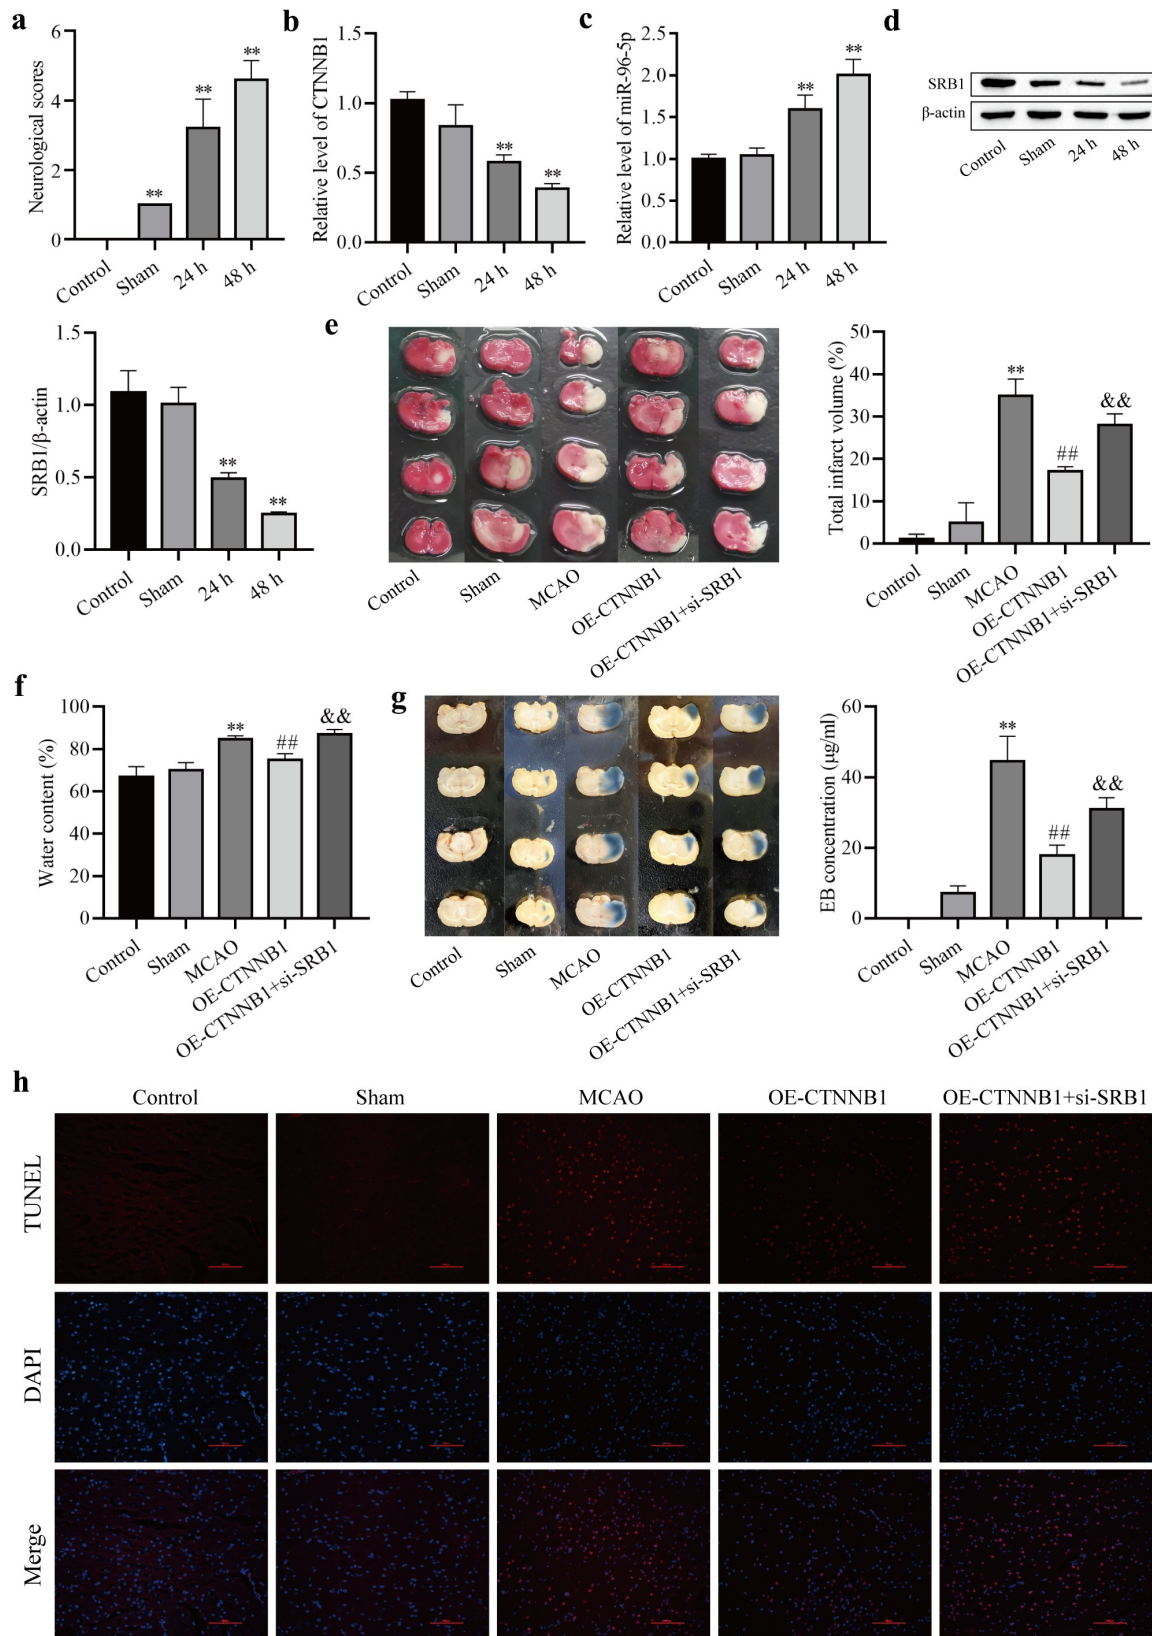 a
Neurological scores
6
4
2
0
**
**
**
Control
Sham
24 h
48 h
b
Relative level of CTNNB1
1.5
1.0
0.5
0.0
**
**
Control
Sham
24 h
48 h
c
Relative level of miR-96-5p
2.5
2.0
1.5
1.0
0.5
0.0
**
**
Control
Sham
24 h
48 h
d
SRB1
β-actin
Control
Sham
24 h
48 h
SRB1/β-actin
1.5
1.0
0.5
0.0
**
**
Control
Sham
24 h
48 h
e
Control
Sham
MCAO
OE-CTNNB1
OE-CTNNB1+si-SRB1
Total infarct volume (%)
50
40
30
20
10
0
**
##
&&
Control
Sham
MCAO
OE-CTNNB1
OE-CTNNB1+si-SRB1
f
Water content (%)
100
80
60
40
20
0
**
##
&&
Control
Sham
MCAO
OE-CTNNB1
OE-CTNNB1+si-SRB1
g
Control
Sham
MCAO
OE-CTNNB1
OE-CTNNB1+si-SRB1
EB concentration (μg/ml)
60
40
20
0
**
##
&&
Control
Sham
MCAO
OE-CTNNB1
OE-CTNNB1+si-SRB1
h
Control
Sham
MCAO
OE-CTNNB1
OE-CTNNB1+si-SRB1
TUNEL
DAPI
Merge